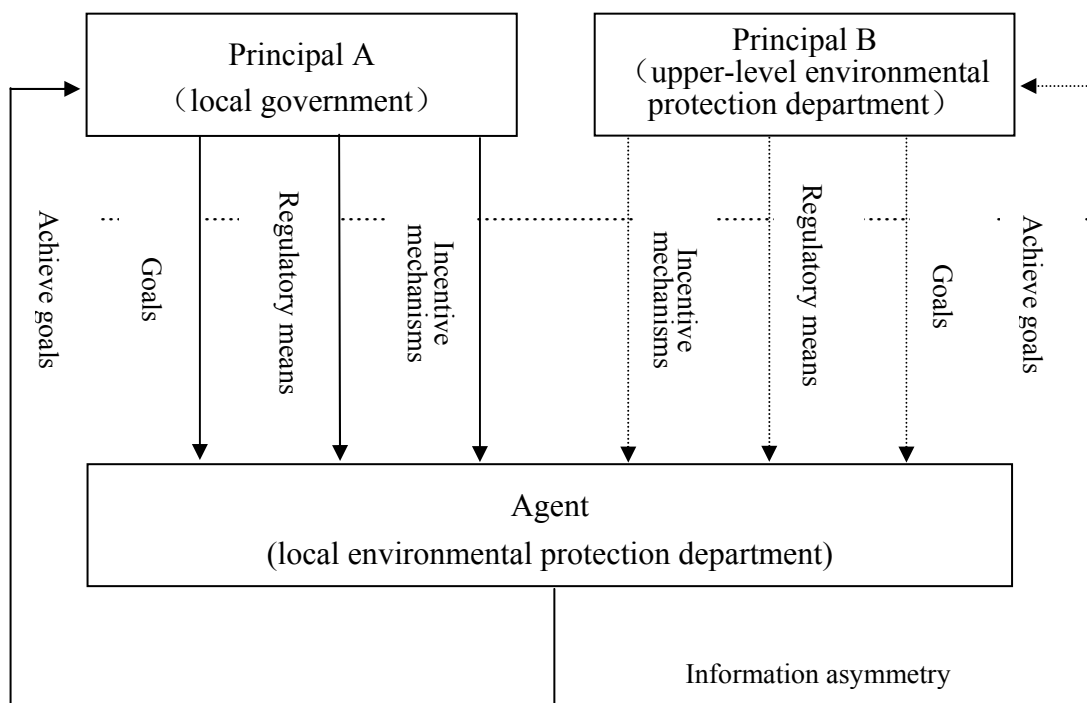 Principal A
（local government）
Principal B
（upper-level environmental
protection department）
Achieve goals
Goals
Regulatory means
Incentive
mechanisms
Incentive
mechanisms
Regulatory means
Goals
Achieve goals
Agent
(local environmental protection department)
Information asymmetry